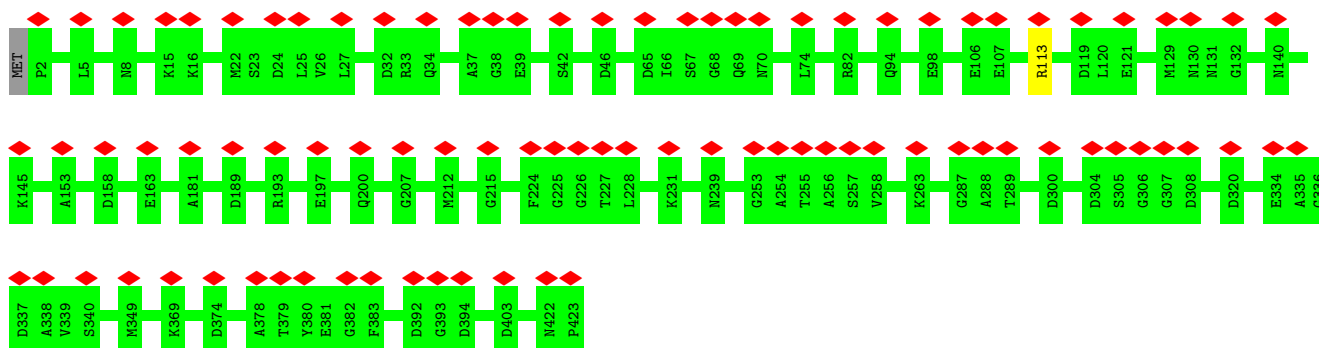 MET P2 L5 N8 K15 K16 M22 S23 D24 L25 V26 L27 D32 R33 Q34 A37 G38 E39 S42 D46 D65 I66 S67 G68 Q69 N70 L74 R82 Q94 E98 E106 E107 R113 D119 L120 E121 M129 N130 N131 G132 N140
K145 A153 D158 E163 A181 D189 R193 E197 Q200 G207 M212 G215 F224 G225 G226 T227 L228 K231 N239 G253 A254 T255 A256 S257 V258 K263 G287 A288 T289 D300 D304 S305 G306 G307 D308 D320 E334 A335 G336
D337 A338 V339 S340 M349 K369 D374 A378 T379 Y380 E381 G382 F383 D392 G393 D394 D403 N422 P423